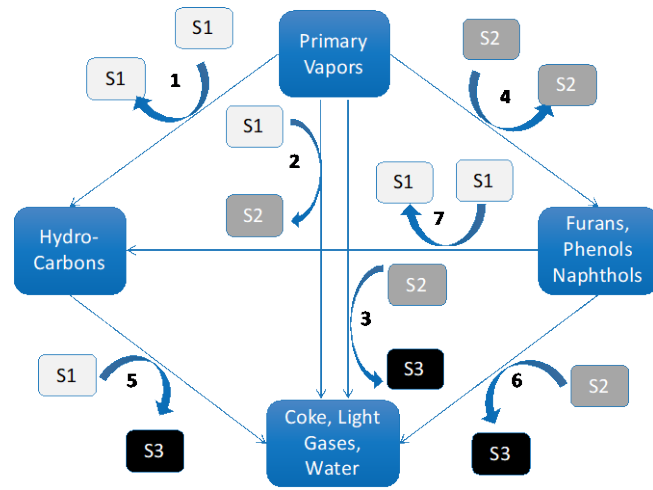 S1
S1
1
Primary
Vapors
S2
S2
4
S1
2
S2
S1
S1
7
Hydro-
Carbons
Furans,
Phenols
Naphthols
S2
3
S3
S1
5
S3
Coke, Light
Gases,
Water
6
S2
S3